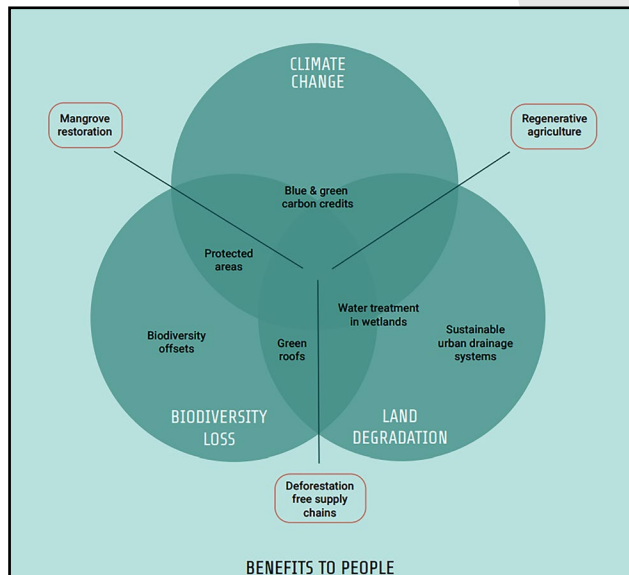 CLIMATE
CHANGE
Mangrove
restoration
Regenerative
agriculture
Blue & green
carbon credits
Protected
areas
Water treatment
in wetlands
Biodiversity
offsets
Green
roofs
Sustainable
urban drainage
systems
BIODIVERSITY
LOSS
LAND
DEGRADATION
Deforestation
free supply
chains
BENEFITS TO PEOPLE